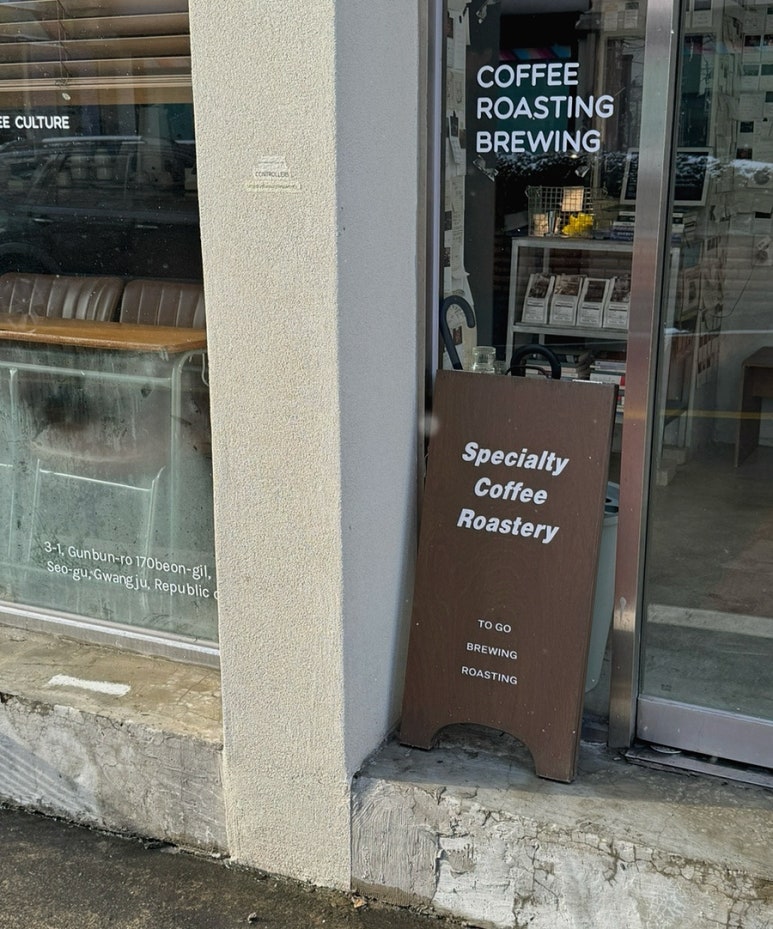 EE CULTURE
3-1, Gunbun-ro 170beon-gil,
Seo-gu, Gwangju, Republic
CONTROLLERS
COFFEE
ROASTING
BREWING
Specialty
Coffee
Roastery
TO GO
BREWING
ROASTING